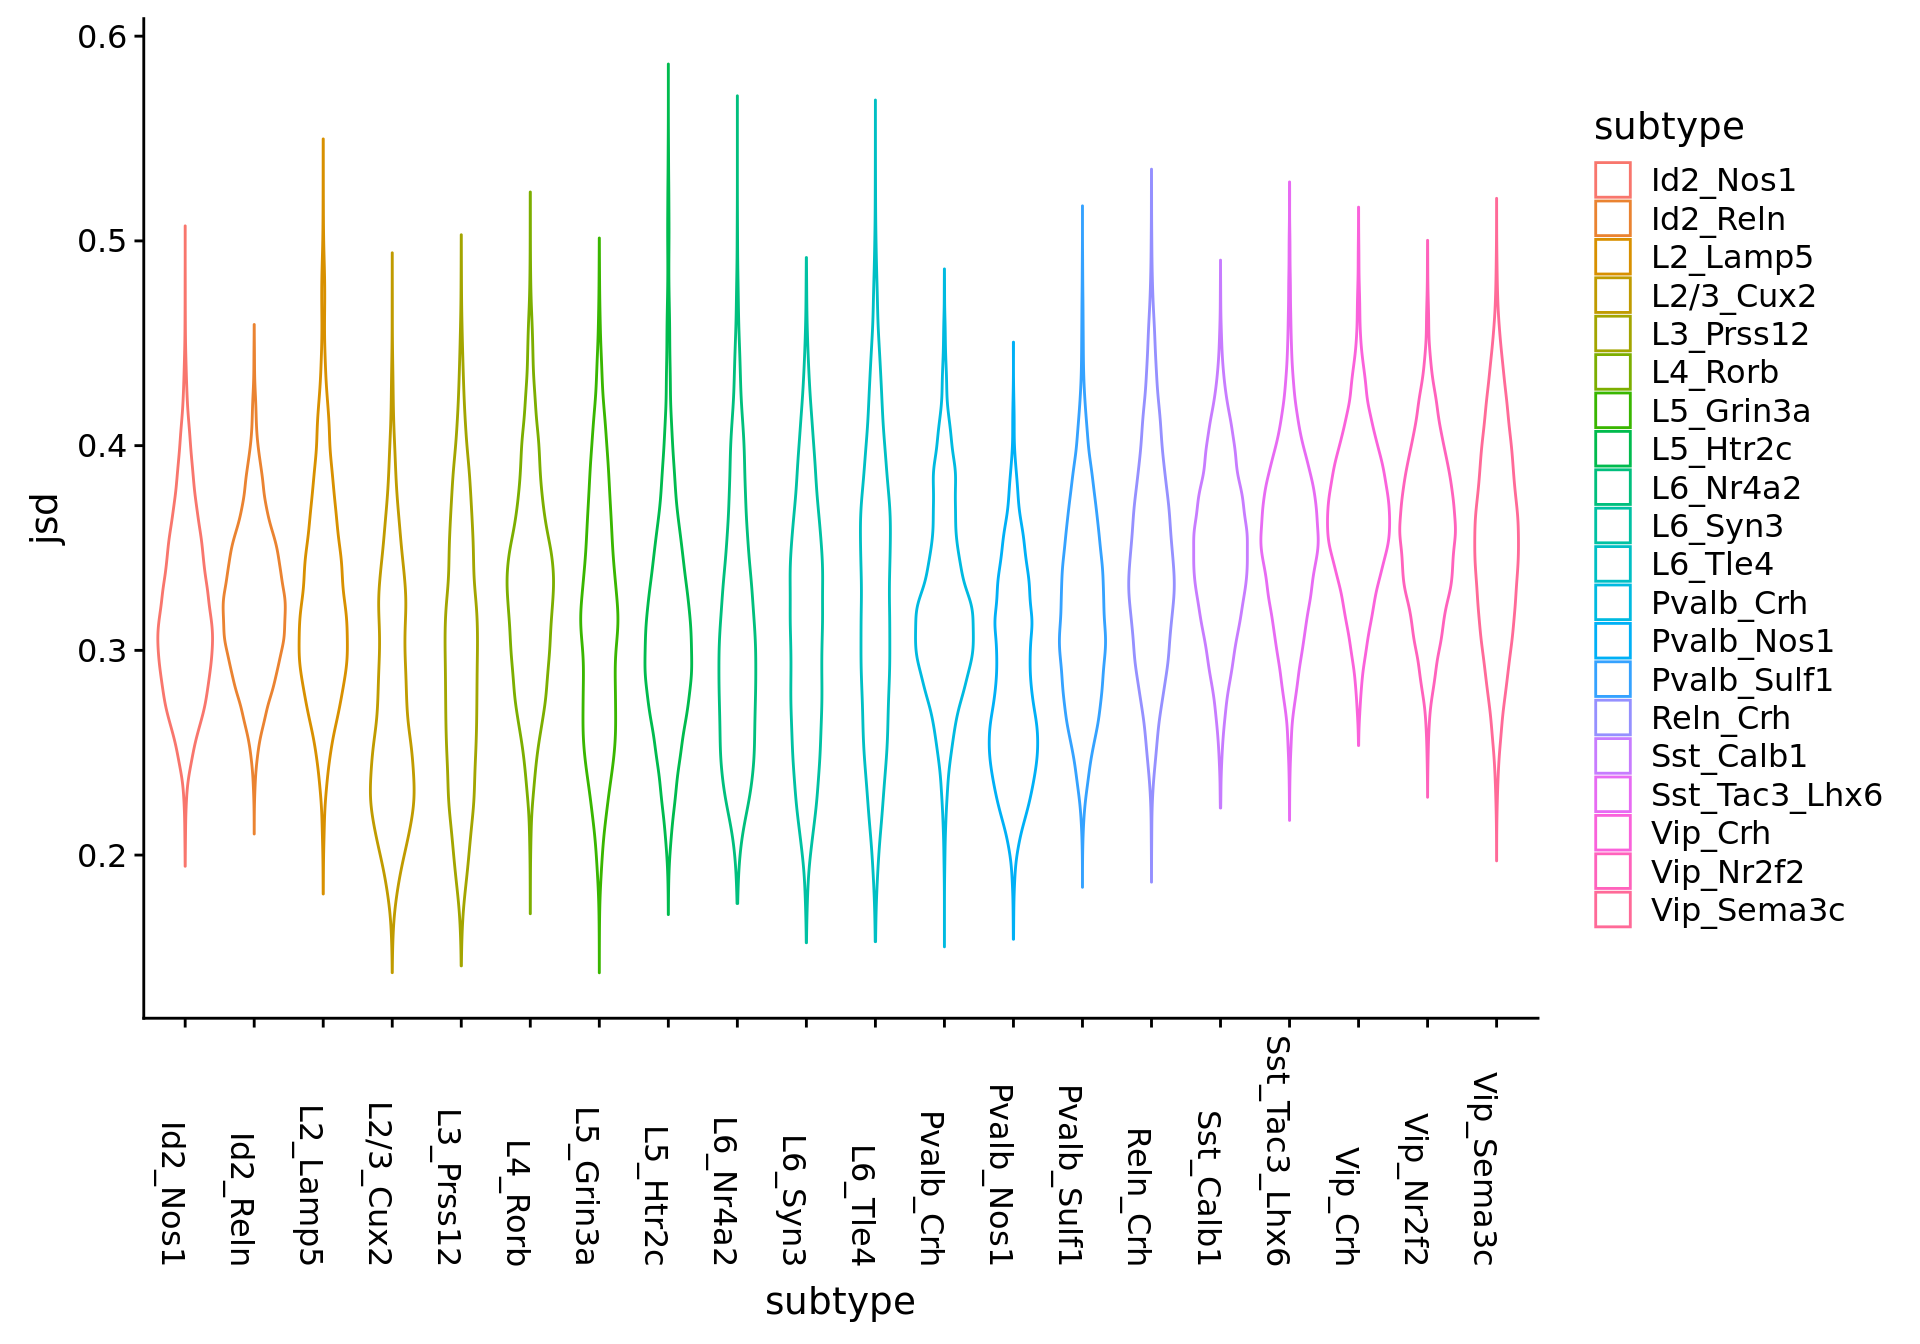 0.6
0.5
0.4
0.3
0.2
jsd
Id2_Nos1
Id2_Reln
L2_Lamp5
L2/3_Cux2
L3_Prss12
L4_Rorb
L5_Grin3a
L5_Htr2c
L6_Nr4a2
L6_Syn3
L6_Tle4
Pvalb_Crh
Pvalb_Nos1
Pvalb_Sulf1
Reln_Crh
Sst_Calb1
Sst_Tac3_Lhx6
Vip_Crh
Vip_Nr2f2
Vip_Sema3c
subtype
subtype
Id2_Nos1
Id2_Reln
L2_Lamp5
L2/3_Cux2
L3_Prss12
L4_Rorb
L5_Grin3a
L5_Htr2c
L6_Nr4a2
L6_Syn3
L6_Tle4
Pvalb_Crh
Pvalb_Nos1
Pvalb_Sulf1
Reln_Crh
Sst_Calb1
Sst_Tac3_Lhx6
Vip_Crh
Vip_Nr2f2
Vip_Sema3c